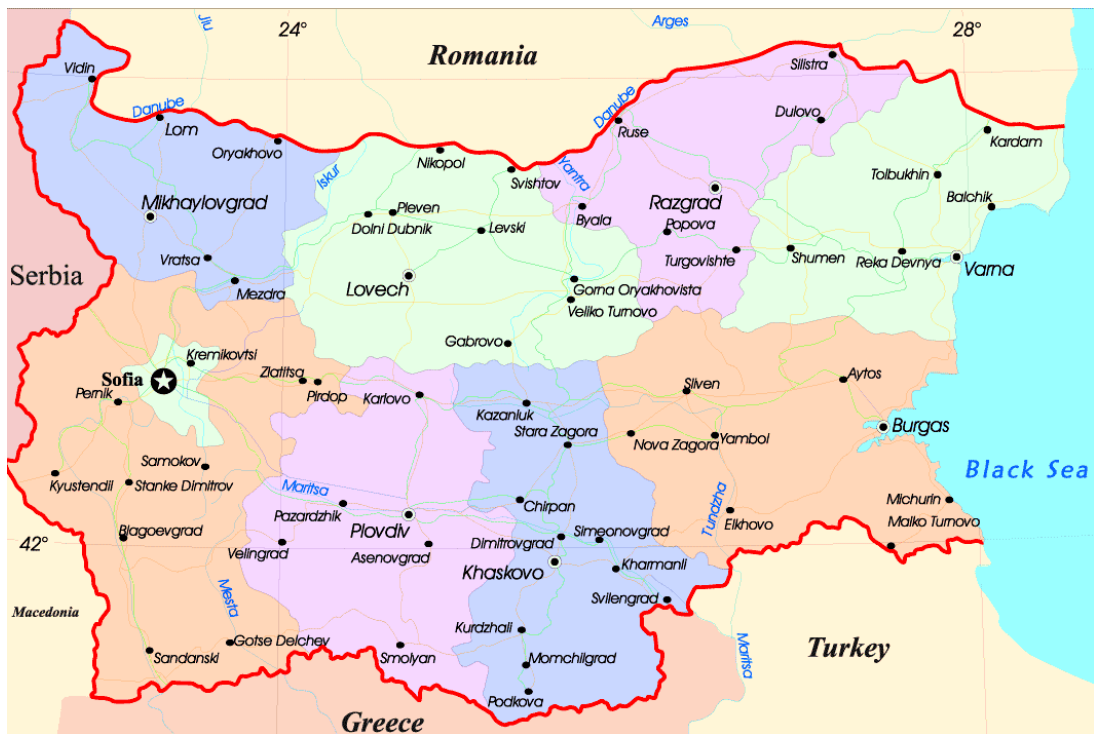 Jiu
24°
Arges
28°
Romania
Vidin
Silistra
Danube
Danube
Lom
Ruse
Dulovo
Oryakhovo
Kardam
Nikopol
Iskur
Svishtov
Yantra
Tolbukhin
Mikhaylovgrad
Razgrad
Balchik
Pleven
Dolni Dubnik
Levski
Byala
Popova
Vratsa
Turgovishte
Shumen
Reka Devnya
Varna
Serbia
Mezdra
Lovech
Gorna Oryakhovista
Veliko Turnovo
Gabrovo
Kremikovtsi
Sofia
Zlatitsa
Pirdop
Pernik
Karlovo
Kazanluk
Sliven
Aytos
Stara Zagora
Nova Zagora
Yambol
Burgas
Samokov
Kyustendil
Stanke Dimitrov
Maritsa
Black Sea
Pazardzhik
Chirpan
Tundzha
Elkhovo
Michurin
Malko Turnovo
Blagoevgrad
Plovdiv
Dimitrovgrad
Simeonovgrad
42°
Velingrad
Asenovgrad
Khaskovo
Kharmanli
Svilengrad
Macedonia
Mesta
Gotse Delchev
Kurdzhali
Sandanski
Smolyan
Momchilgrad
Maritsa
Turkey
Podkova
Greece